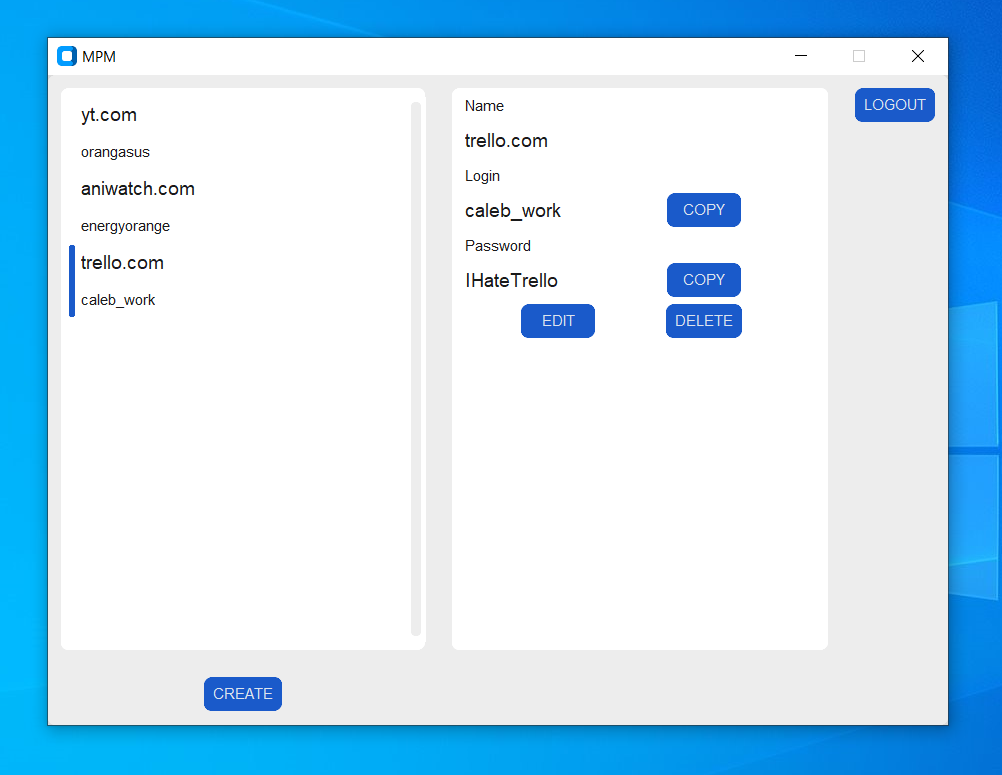 MPM
yt.com
orangasus
aniwatch.com
energyorange
trello.com
caleb_work
CREATE
Name
trello.com
Login
caleb_work COPY
Password
IHateTrello COPY
EDIT DELETE
LOGOUT